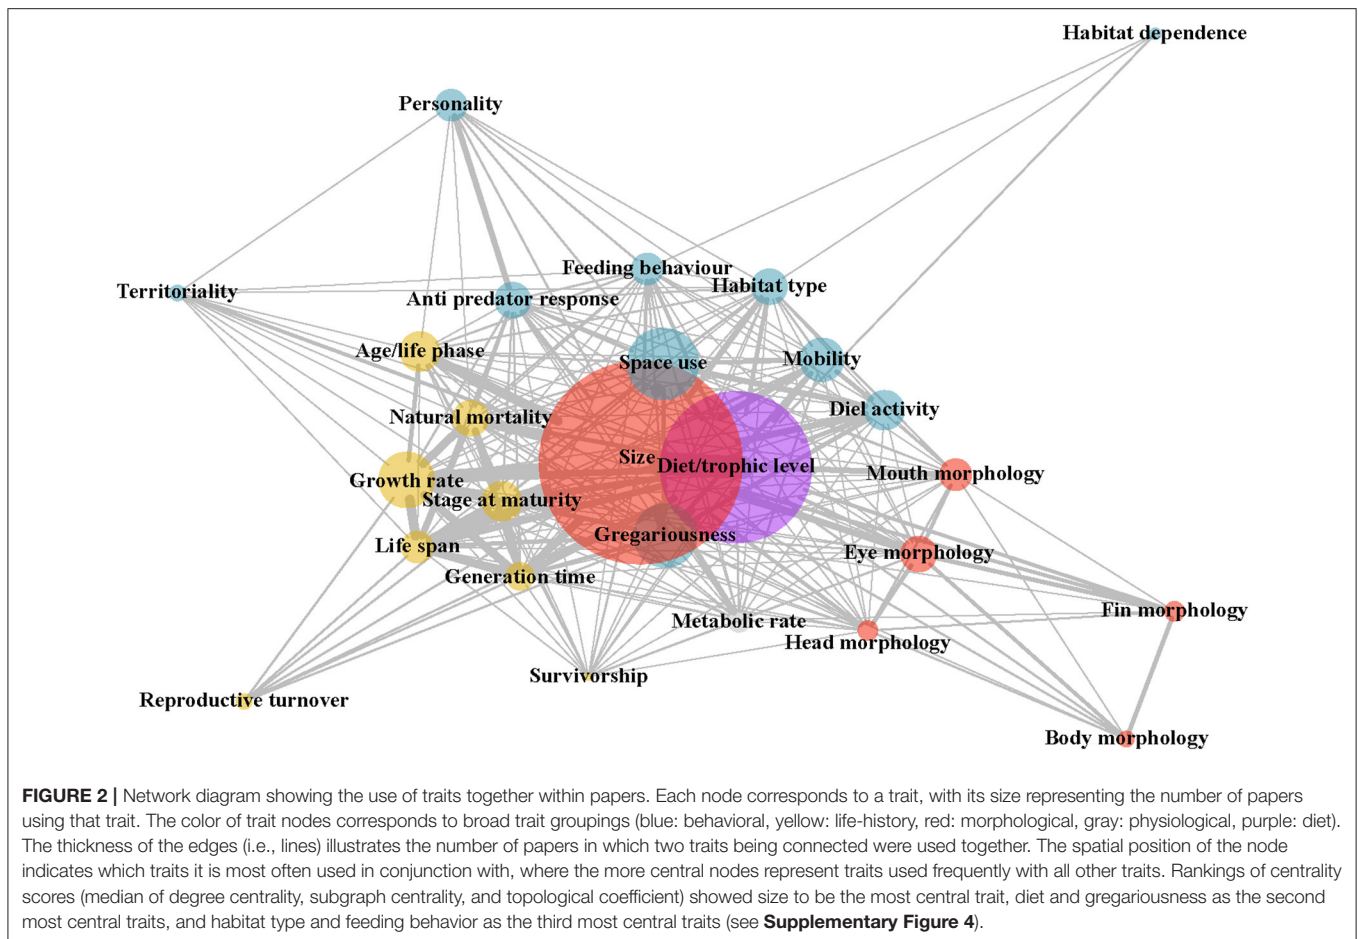 Habitat dependence
Personality
Feeding behaviour
Habitat type
Territoriality
Anti predator response
Age/life phase
Space use
Mobility
Natural mortality
Diel activity
Size
Diet/trophic level
Mouth morphology
Growth rate
Stage at maturity
Gregariousness
Life span
Eye morphology
Generation time
Fin morphology
Metabolic rate
Head morphology
Survivorship
Reproductive turnover
Body morphology
FIGURE 2 | Network diagram showing the use of traits together within papers. Each node corresponds to a trait, with its size representing the number of papers
using that trait. The color of trait nodes corresponds to broad trait groupings (blue: behavioral, yellow: life-history, red: morphological, gray: physiological, purple: diet).
The thickness of the edges (i.e., lines) illustrates the number of papers in which two traits being connected were used together. The spatial position of the node
indicates which traits it is most often used in conjunction with, where the more central nodes represent traits used frequently with all other traits. Rankings of centrality
scores (median of degree centrality, subgraph centrality, and topological coefficient) showed size to be the most central trait, diet and gregariousness as the second
most central traits, and habitat type and feeding behavior as the third most central traits (see Supplementary Figure 4).